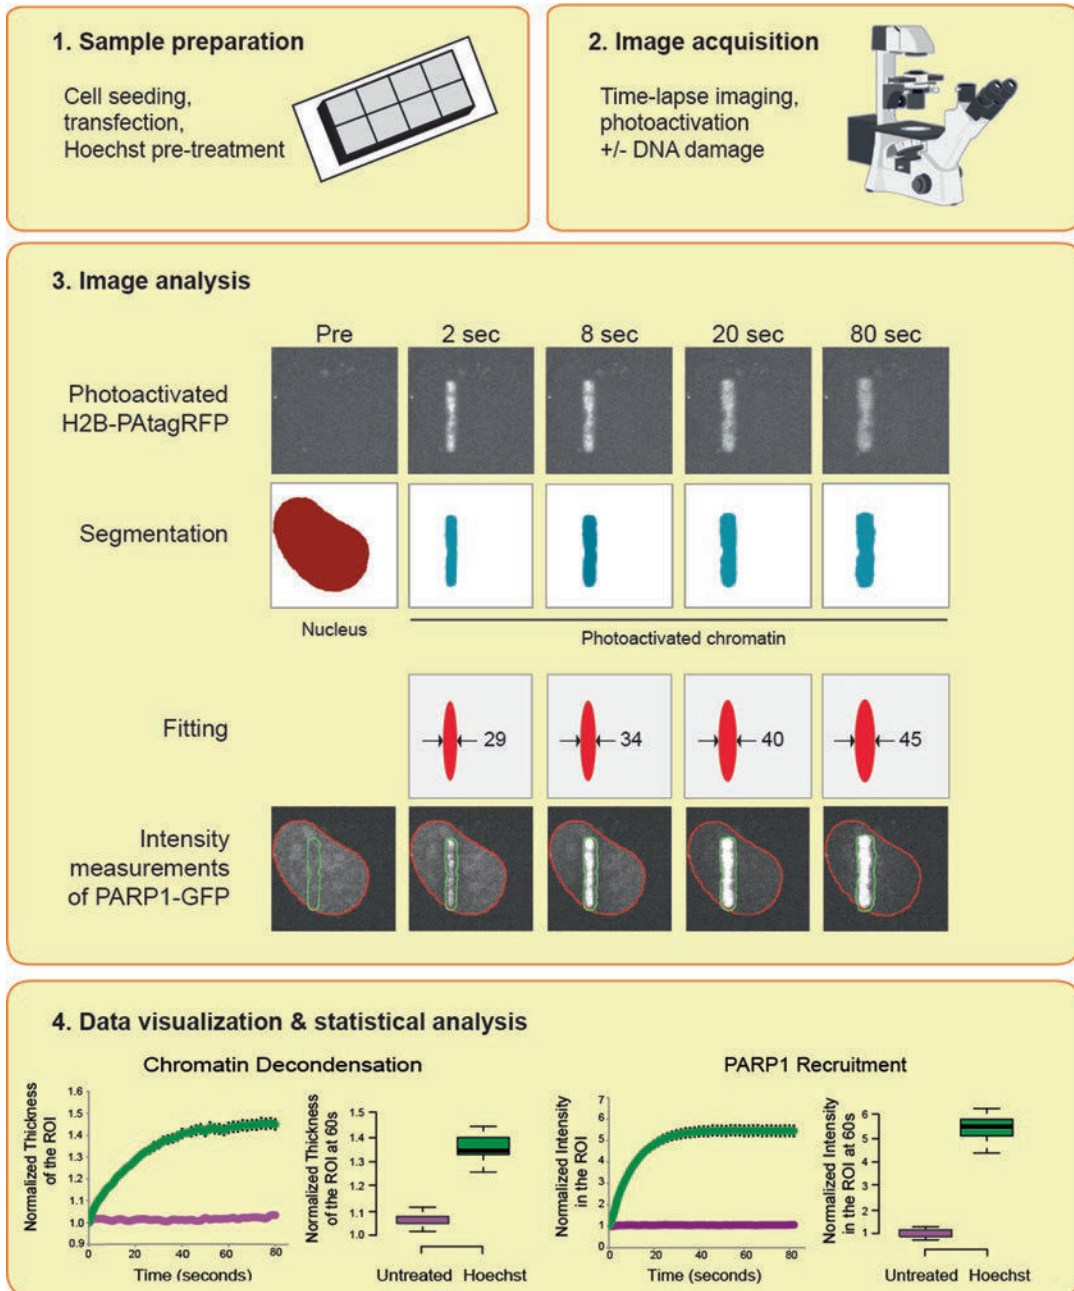 1. Sample preparation
Cell seeding,
transfection,
Hoechst pre-treatment
2. Image acquisition
Time-lapse imaging,
photoactivation
+/- DNA damage
3. Image analysis
Pre
2 sec
8 sec
20 sec
80 sec
Photoactivated
H2B-PAtagRFP
Segmentation
Nucleus
Photoactivated chromatin
Fitting
29
34
40
45
Intensity
measurements
of PARP1-GFP
4. Data visualization & statistical analysis
Chromatin Decondensation
Normalized Thickness
of the ROI
1.6
1.5
1.4
1.3
1.2
1.1
1.0
0.9
0
20
40
60
80
Time (seconds)
Normalized Thickness
of the ROI at 60s
1.5
1.4
1.3
1.2
1.1
1.0
Untreated
Hoechst
PARP1 Recruitment
Normalized Intensity
in the ROI
7
6
5
4
3
2
1
0
0
20
40
60
80
Time (seconds)
Normalized Intensity
in the ROI at 60s
6
5
4
3
2
1
Untreated
Hoechst